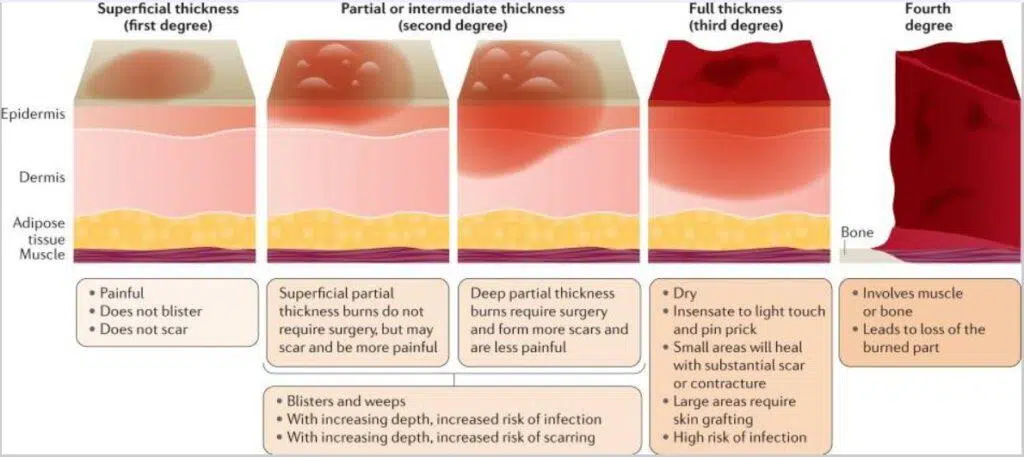 Superficial thickness
(first degree)
Partial or intermediate thickness
(second degree)
Full thickness
(third degree)
Fourth
degree
Epidermis
Dermis
Adipose
tissue
Muscle
Bone
• Painful
• Does not blister
• Does not scar
Superficial partial
thickness burns do not
require surgery, but may
scar and be more painful
Deep partial thickness
burns require surgery
and form more scars and
are less painful
• Blisters and weeps
• With increasing depth, increased risk of infection
• With increasing depth, increased risk of scarring
• Dry
• Insensate to light touch
and pin prick
• Small areas will heal
with substantial scar
or contracture
• Large areas require
skin grafting
• High risk of infection
• Involves muscle
or bone
• Leads to loss of the
burned part